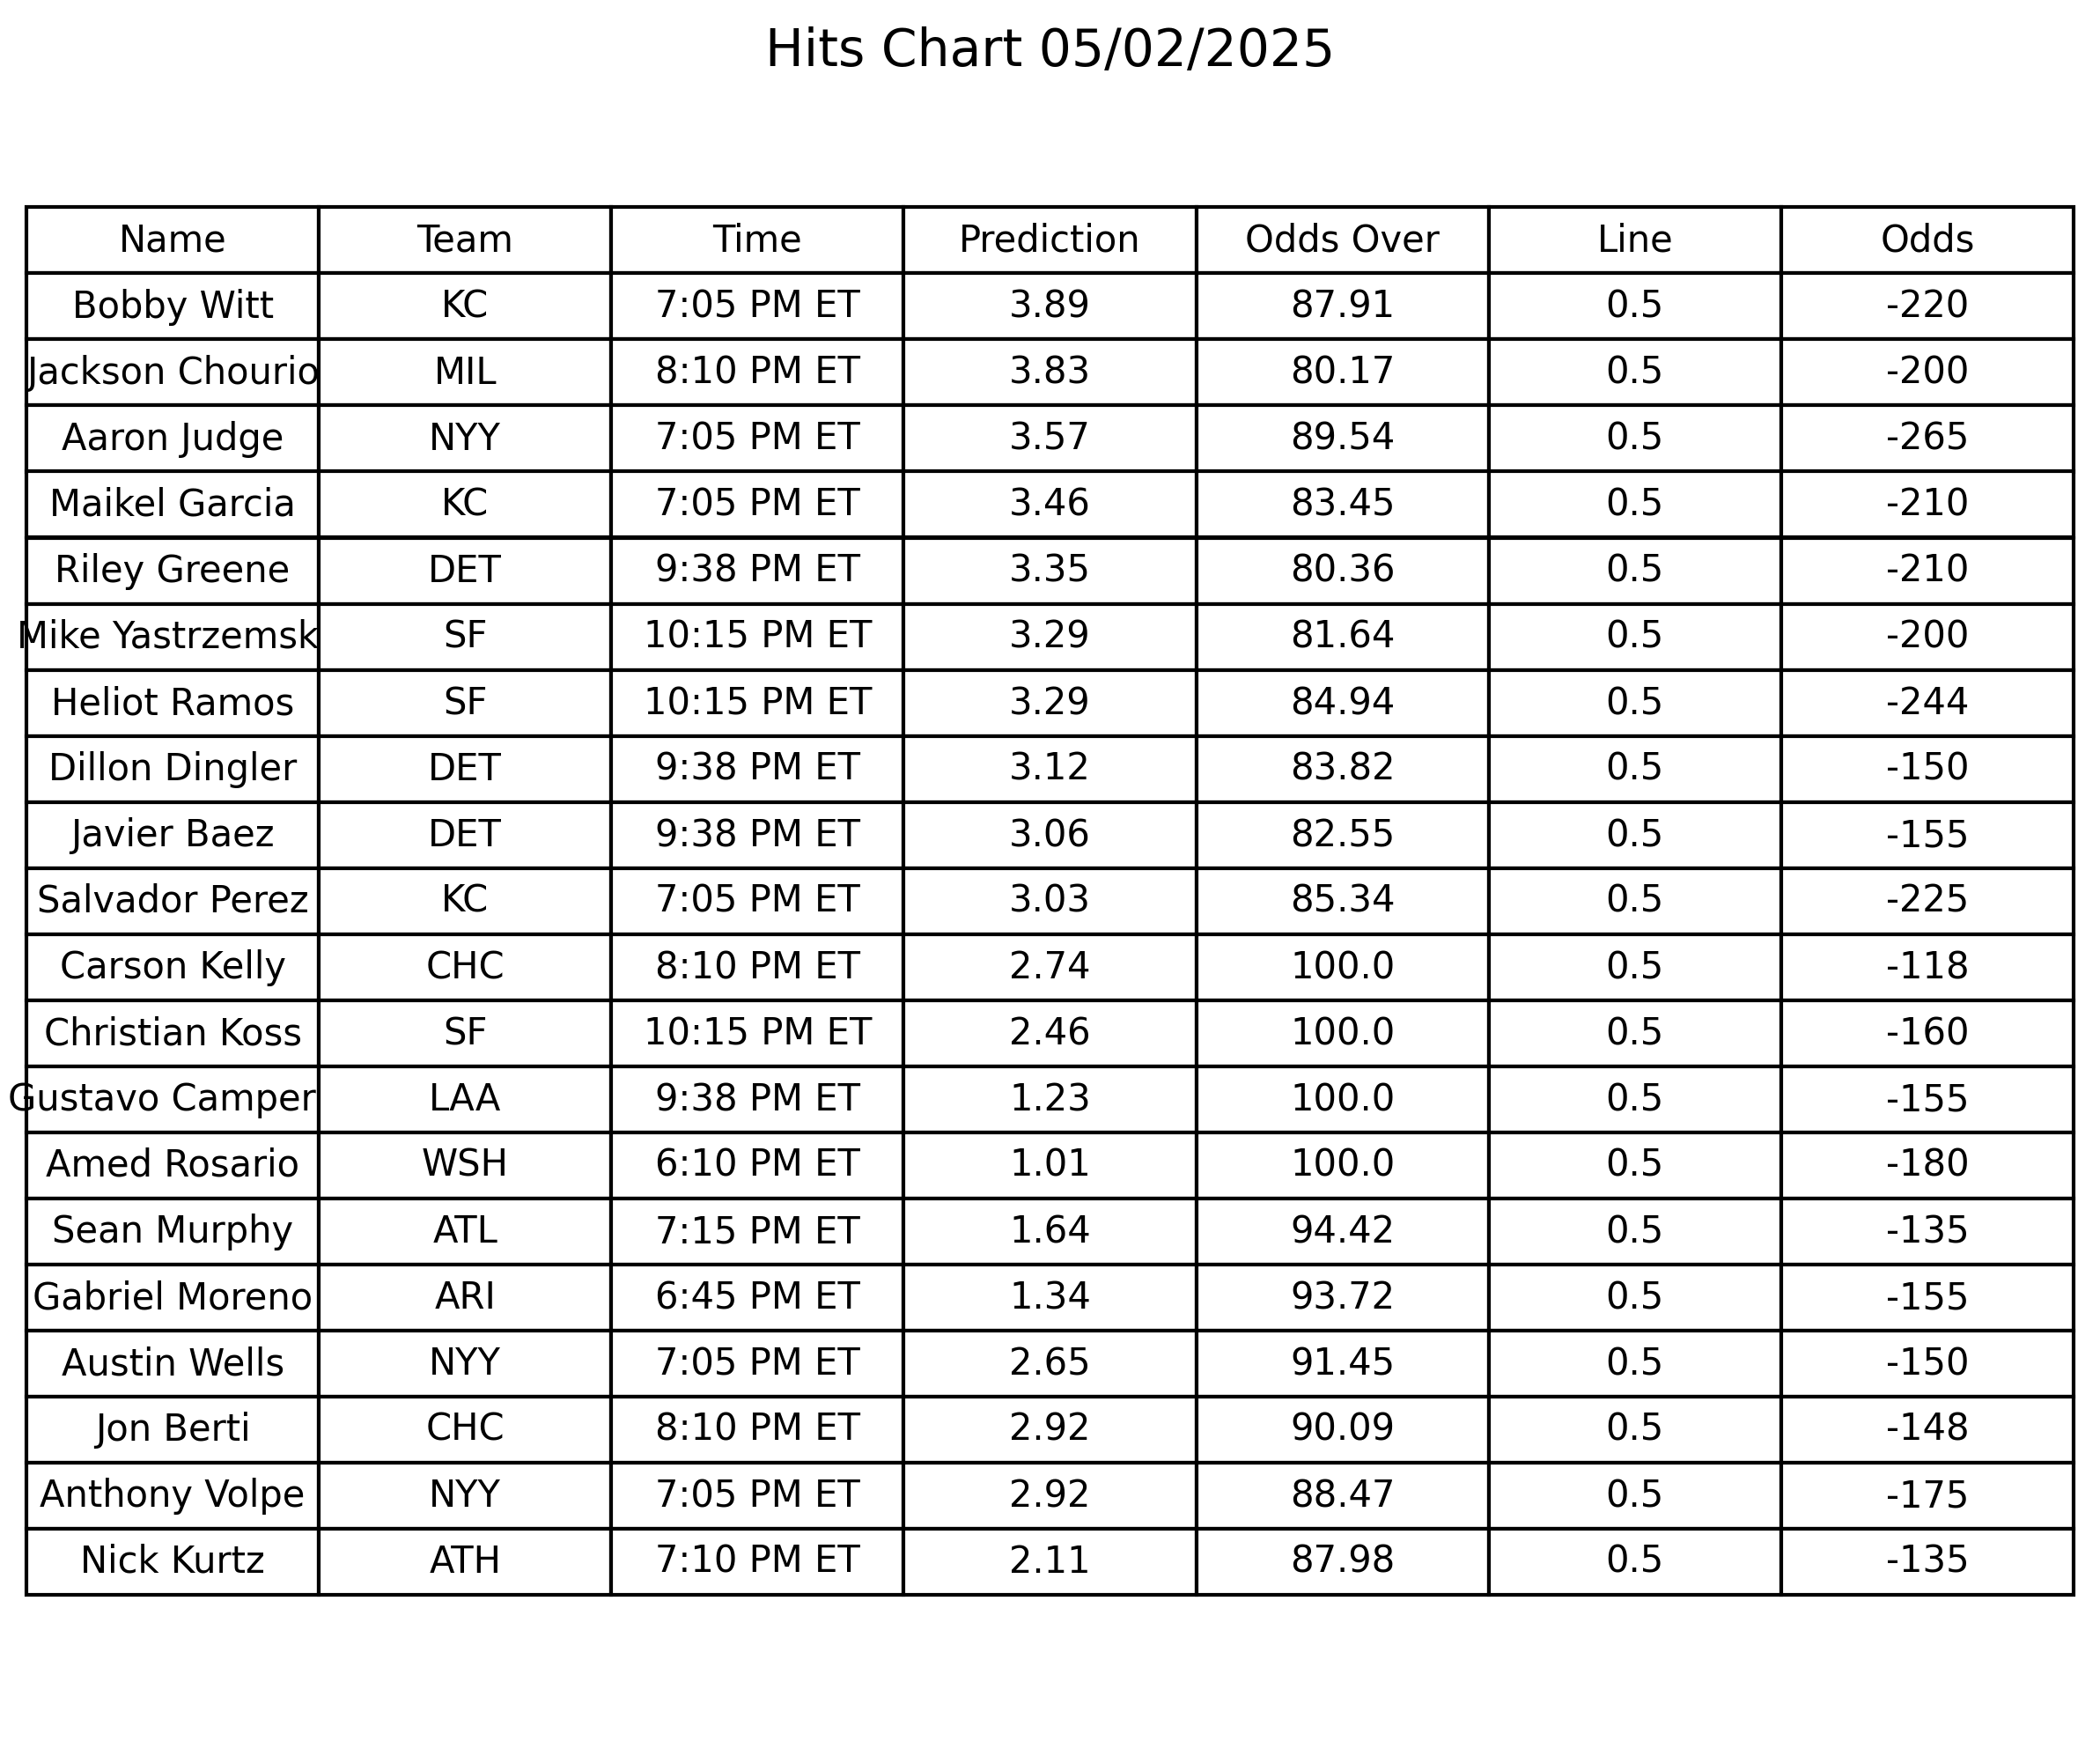 Hits Chart 05/02/2025
Name Team Time Prediction Odds Over Line Odds
Bobby Witt KC 7:05 PM ET 3.89 87.91 0.5 -220
Jackson Chourio MIL 8:10 PM ET 3.83 80.17 0.5 -200
Aaron Judge NYY 7:05 PM ET 3.57 89.54 0.5 -265
Maikel Garcia KC 7:05 PM ET 3.46 83.45 0.5 -210
Riley Greene DET 9:38 PM ET 3.35 80.36 0.5 -210
Mike Yastrzemsk SF 10:15 PM ET 3.29 81.64 0.5 -200
Heliot Ramos SF 10:15 PM ET 3.29 84.94 0.5 -244
Dillon Dingler DET 9:38 PM ET 3.12 83.82 0.5 -150
Javier Baez DET 9:38 PM ET 3.06 82.55 0.5 -155
Salvador Perez KC 7:05 PM ET 3.03 85.34 0.5 -225
Carson Kelly CHC 8:10 PM ET 2.74 100.0 0.5 -118
Christian Koss SF 10:15 PM ET 2.46 100.0 0.5 -160
Gustavo Camper LAA 9:38 PM ET 1.23 100.0 0.5 -155
Amed Rosario WSH 6:10 PM ET 1.01 100.0 0.5 -180
Sean Murphy ATL 7:15 PM ET 1.64 94.42 0.5 -135
Gabriel Moreno ARI 6:45 PM ET 1.34 93.72 0.5 -155
Austin Wells NYY 7:05 PM ET 2.65 91.45 0.5 -150
Jon Berti CHC 8:10 PM ET 2.92 90.09 0.5 -148
Anthony Volpe NYY 7:05 PM ET 2.92 88.47 0.5 -175
Nick Kurtz ATH 7:10 PM ET 2.11 87.98 0.5 -135